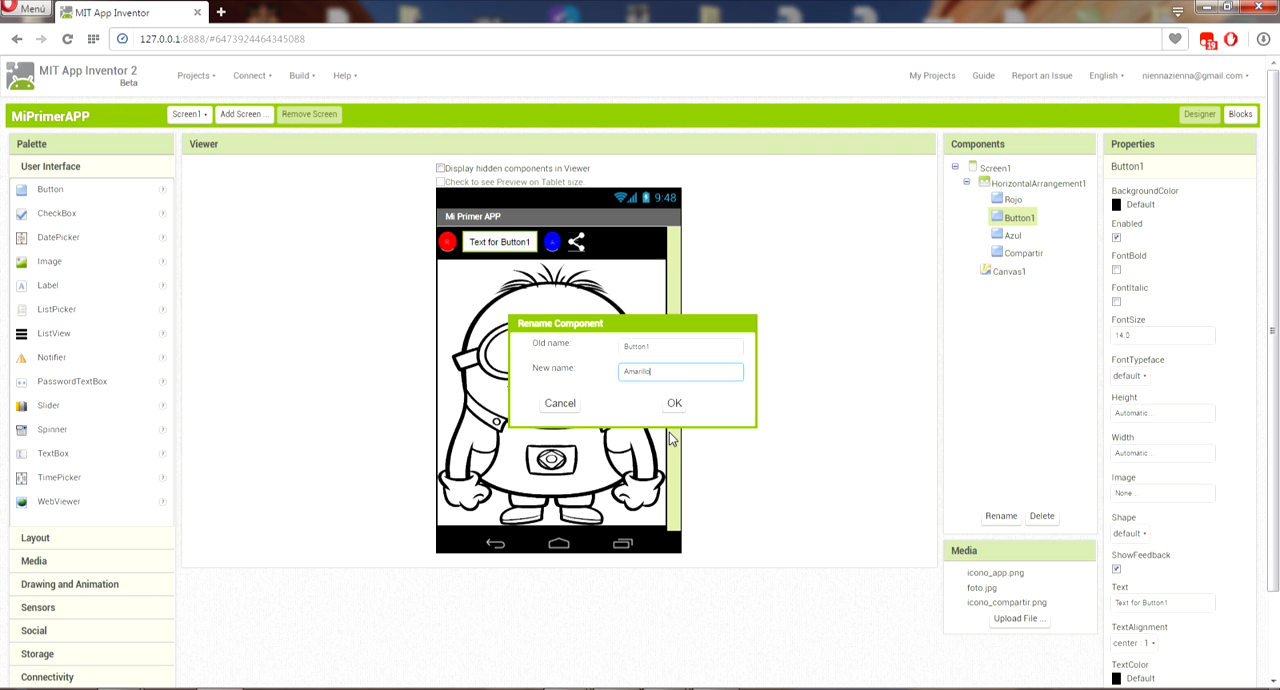 Menú
MIT App Inventor
127.0.0.1:8888/#6473924464345088
19
MIT App Inventor 2
Beta
Projects
Connect
Build
Help
My Projects
Guide
Report an Issue
English
niennazienna@gmail.com
MiPrimerAPP
Screen1
Add Screen ...
Remove Screen
Designer
Blocks
Palette
User Interface
Button
CheckBox
DatePicker
Image
Label
ListPicker
ListView
Notifier
PasswordTextBox
Slider
Spinner
TextBox
TimePicker
WebViewer
Layout
Media
Drawing and Animation
Sensors
Social
Storage
Connectivity
Viewer
Display hidden components in Viewer
Check to see Preview on Tablet size.
9:48
Mi Primer APP
R
Text for Button1
A
Rename Component
Old name:
Button1
New name:
Amarillo
Cancel
OK
Components
Screen1
HorizontalArrangement1
Rojo
Button1
Azul
Compartir
Canvas1
Rename
Delete
Media
icono_app.png
foto.jpg
icono_compartir.png
Upload File ...
Properties
Button1
BackgroundColor
Default
Enabled
FontBold
FontItalic
FontSize
14.0
FontTypeface
default
Height
Automatic...
Width
Automatic...
Image
None...
Shape
default
ShowFeedback
Text
Text for Button1
TextAlignment
center : 1
TextColor
Default